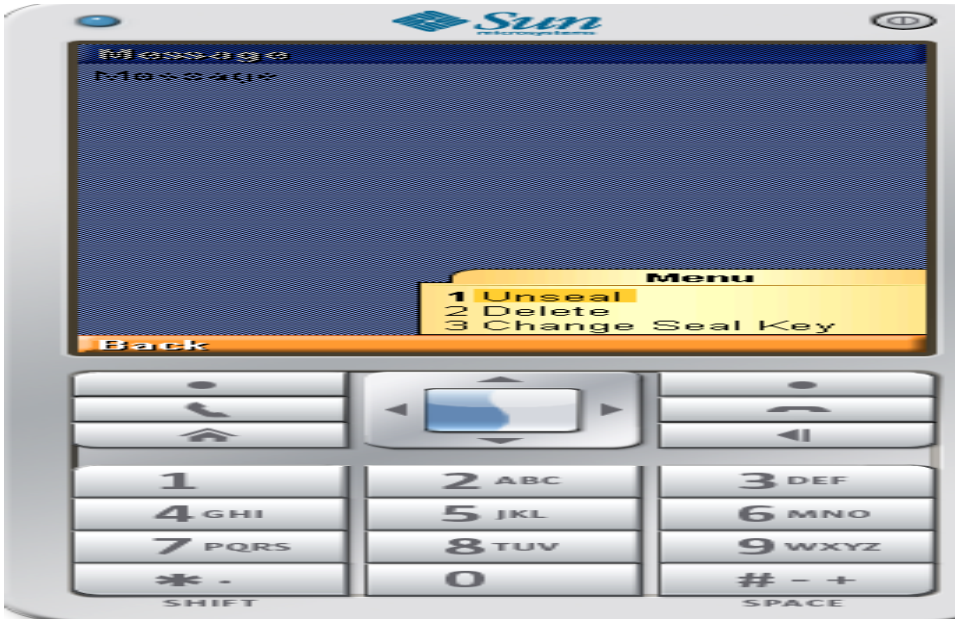 Sun
microsystems
Message
Message
Menu
1 Unseal
2 Delete
3 Change Seal Key
Back
1
2 ABC
3 DEF
4 GHI
5 JKL
6 MNO
7 PQRS
8 TUV
9 WXYZ
* .
0
# - +
SHIFT
SPACE